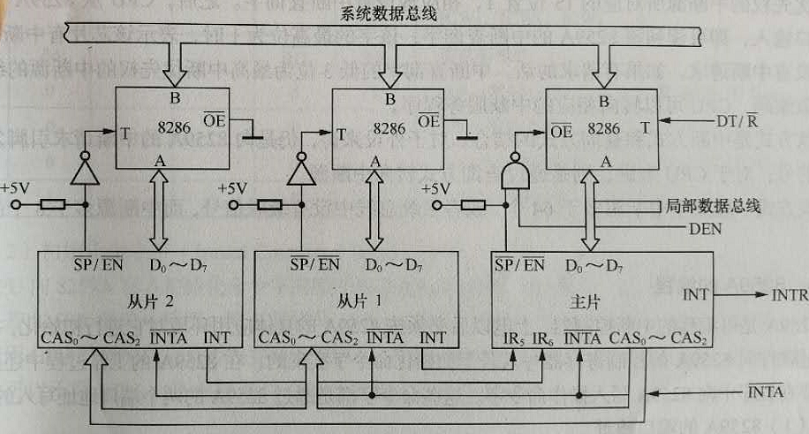 系统数据总线
B
OE
T
8286
A
B
OE
T
8286
A
B
OE
T
8286
A
DT/R
+5V
+5V
+5V
局部数据总线
DEN
SP/EN D₀～D₇
从片 2
CAS₀～CAS₂ INTA INT
SP/EN D₀～D₇
从片 1
CAS₀～CAS₂ INTA INT
SP/EN D₀～D₇
主片
INT
INTR
IR₅ IR₆ INTA CAS₀～CAS₂
INTA